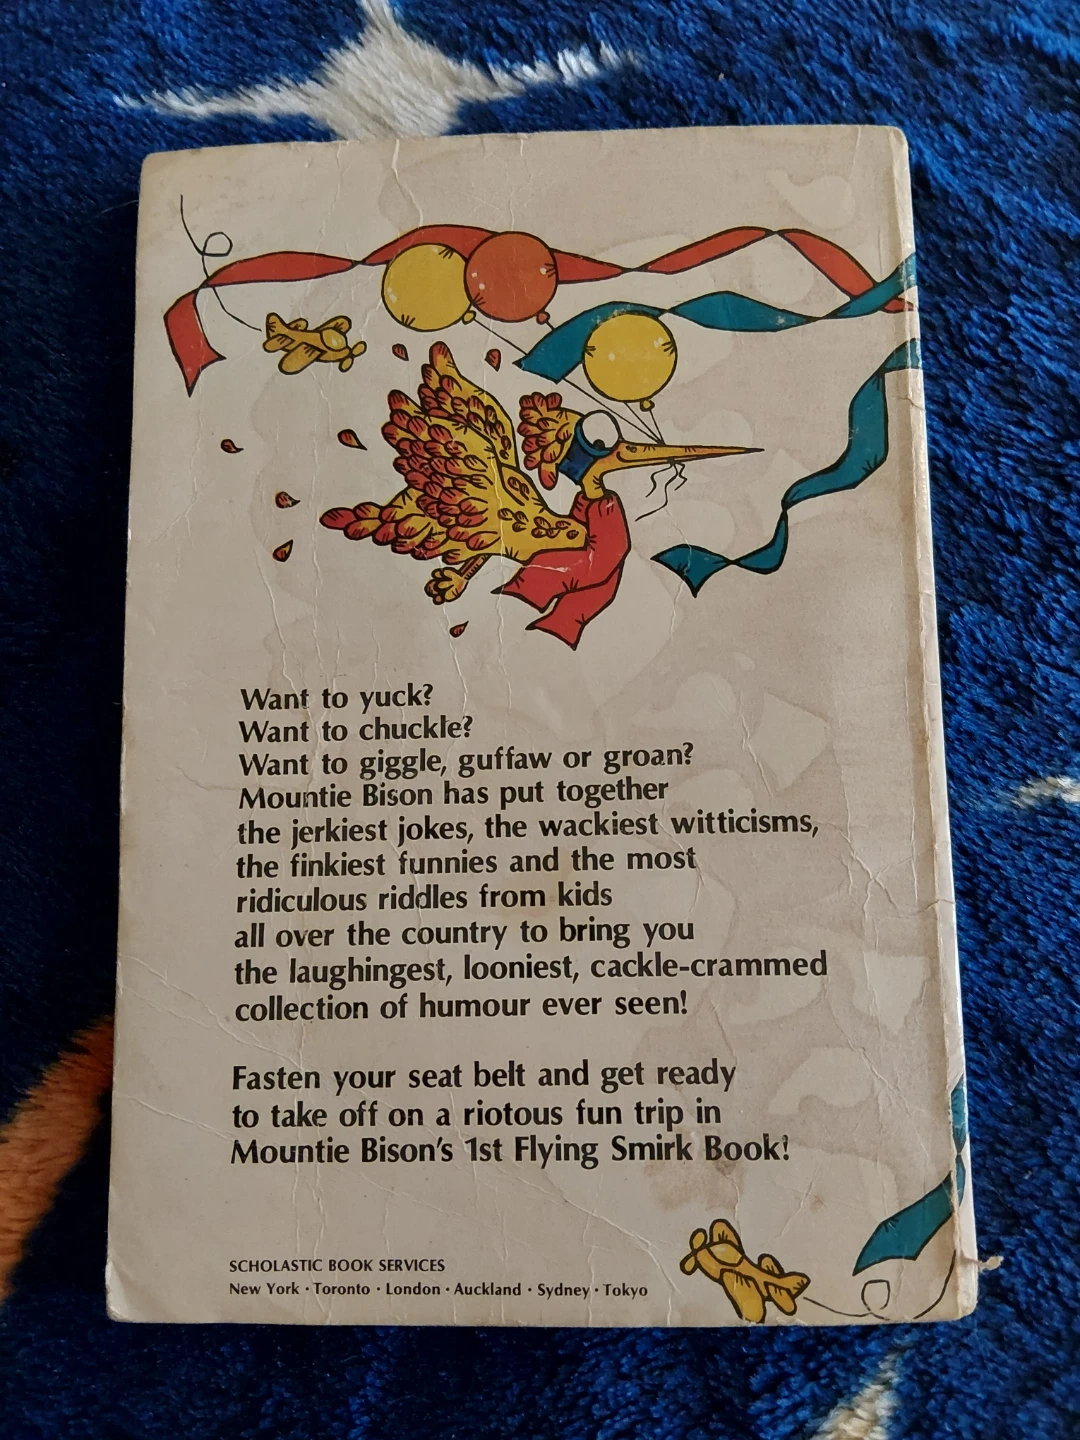 Want to yuck?
Want to chuckle?
Want to giggle, guffaw or groan?
Mountie Bison has put together
the jerkiest jokes, the wackiest witticisms,
the finkiest funnies and the most
ridiculous riddles from kids
all over the country to bring you
the laughingest, looniest, cackle-crammed
collection of humour ever seen!
Fasten your seat belt and get ready
to take off on a riotous fun trip in
Mountie Bison's 1st Flying Smirk Book!
SCHOLASTIC BOOK SERVICES
New York · Toronto · London · Auckland · Sydney · Tokyo